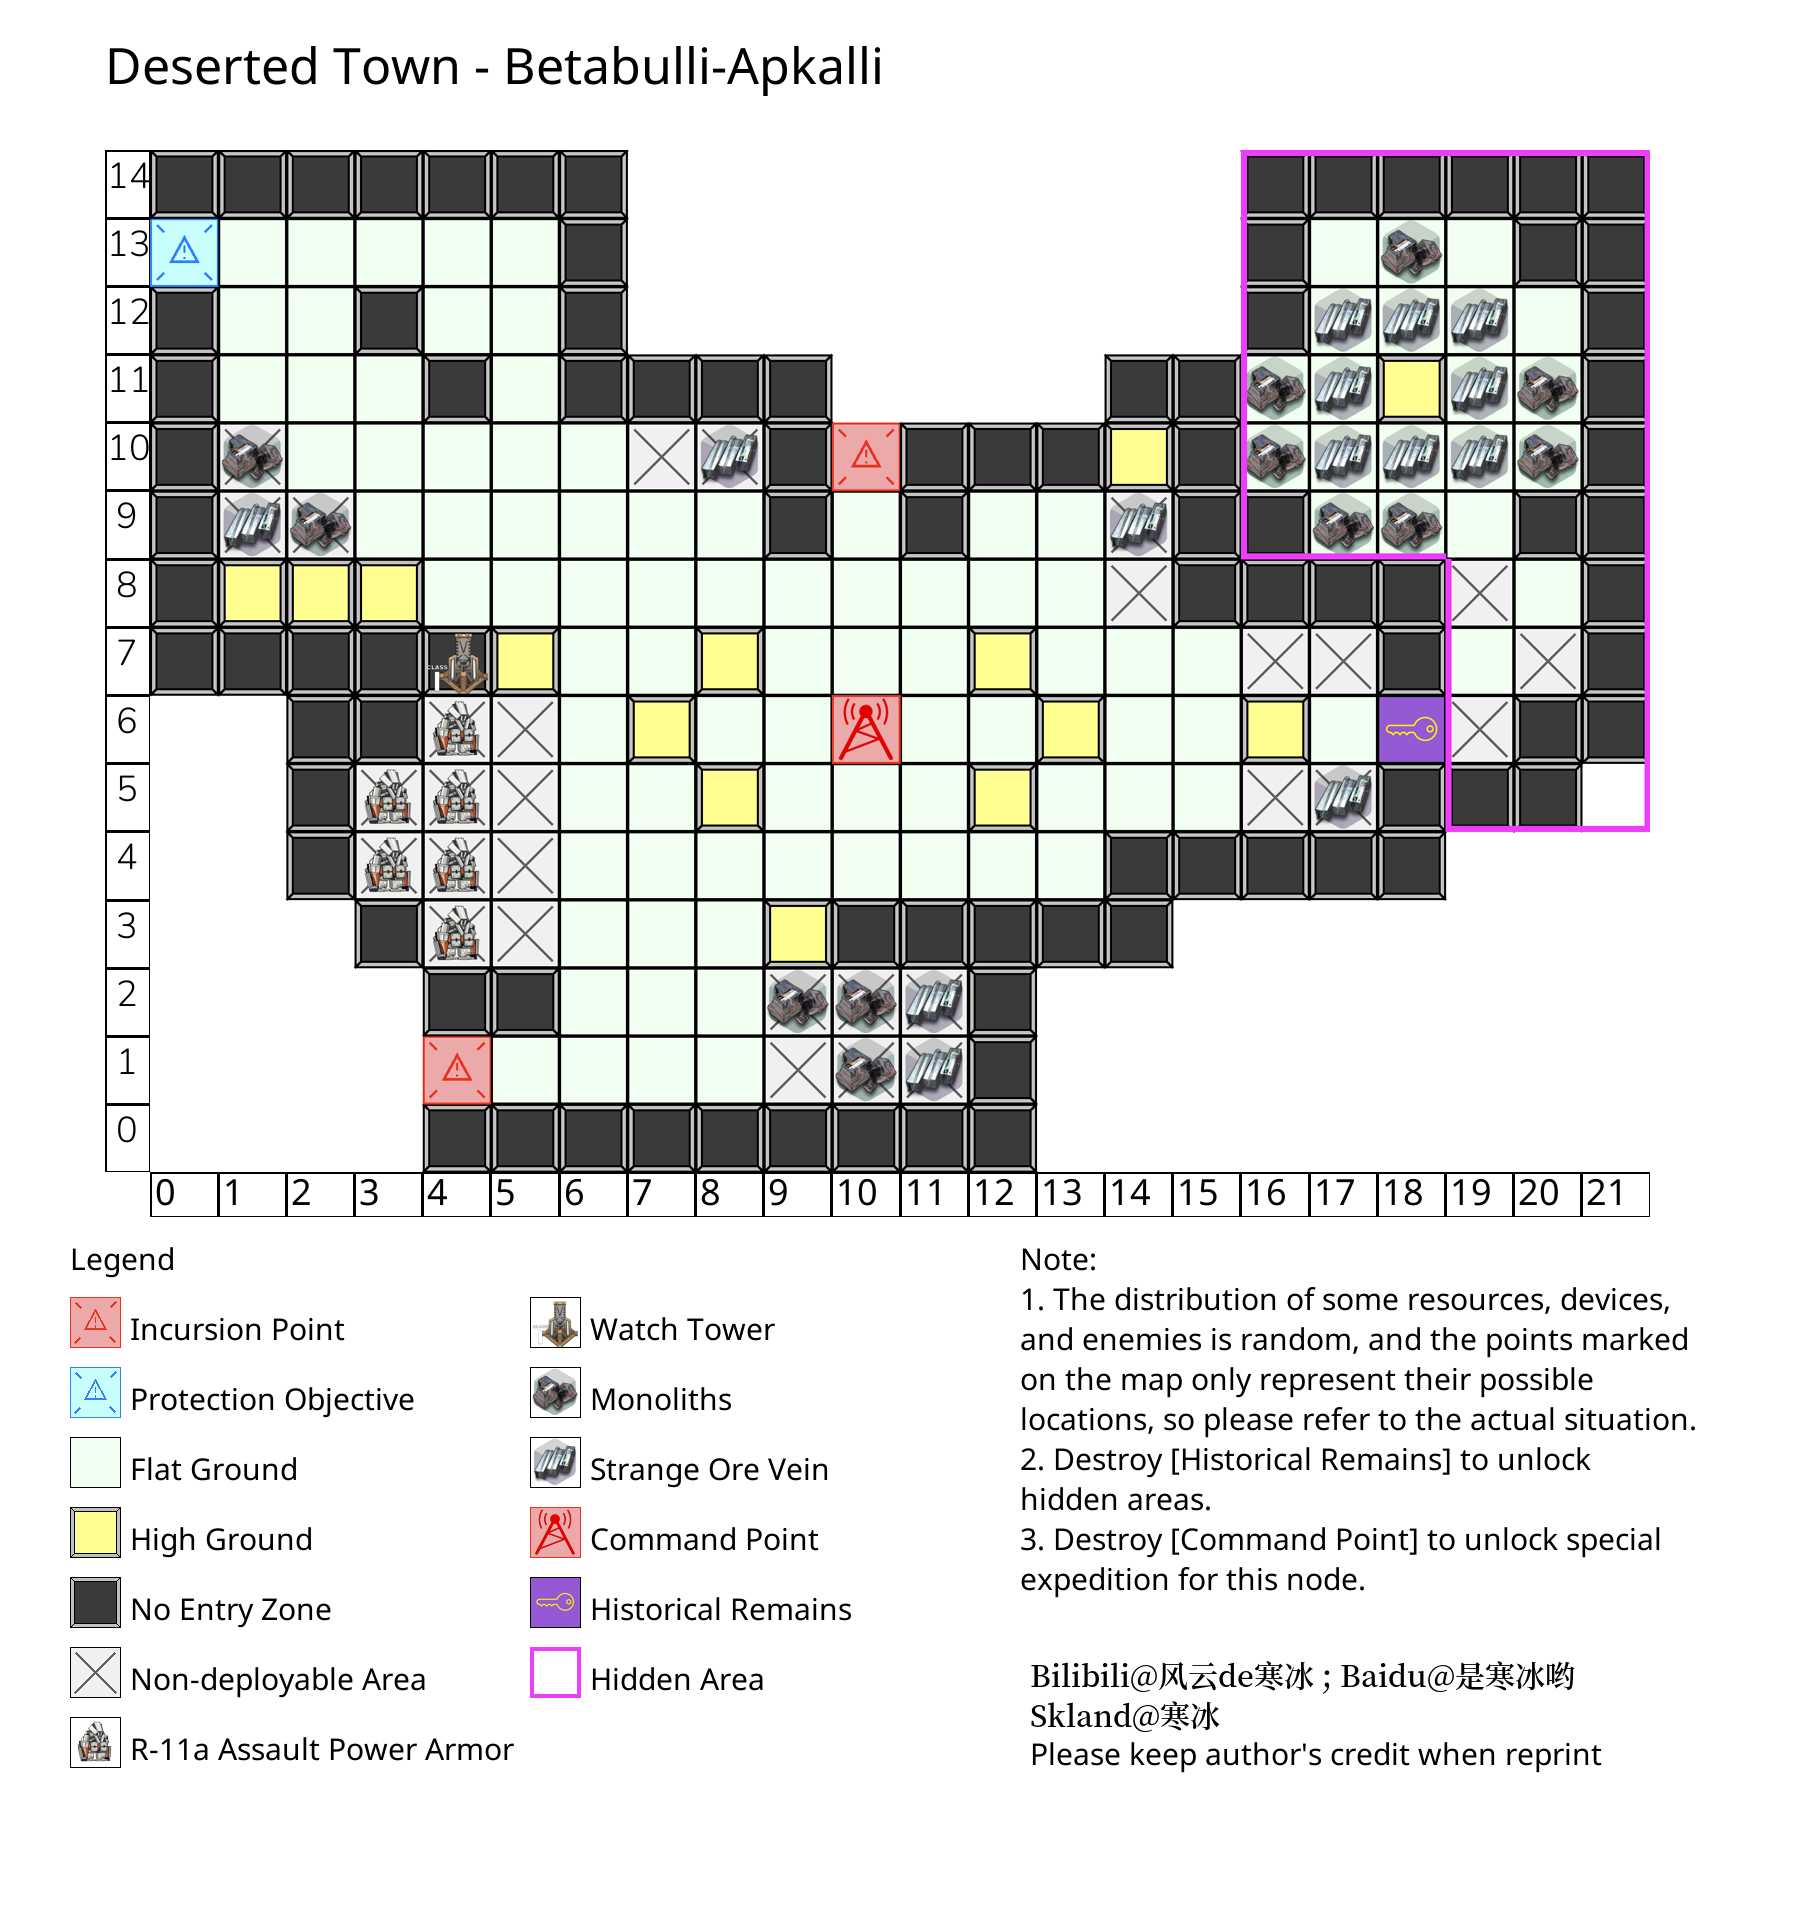 Deserted Town - Betabulli-Apkalli
14
13
12
11
10
9
8
7
CLASS
I
6
5
4
3
2
1
0
0 1 2 3 4 5 6 7 8 9 10 11 12 13 14 15 16 17 18 19 20 21
Legend
Incursion Point
Protection Objective
Flat Ground
High Ground
No Entry Zone
Non-deployable Area
R-11a Assault Power Armor
Watch Tower
Monoliths
Strange Ore Vein
Command Point
Historical Remains
Hidden Area
Note:
1. The distribution of some resources, devices,
and enemies is random, and the points marked
on the map only represent their possible
locations, so please refer to the actual situation.
2. Destroy [Historical Remains] to unlock
hidden areas.
3. Destroy [Command Point] to unlock special
expedition for this node.
Bilibili@风云de寒冰 ; Baidu@是寒冰哟
Skland@寒冰
Please keep author's credit when reprint